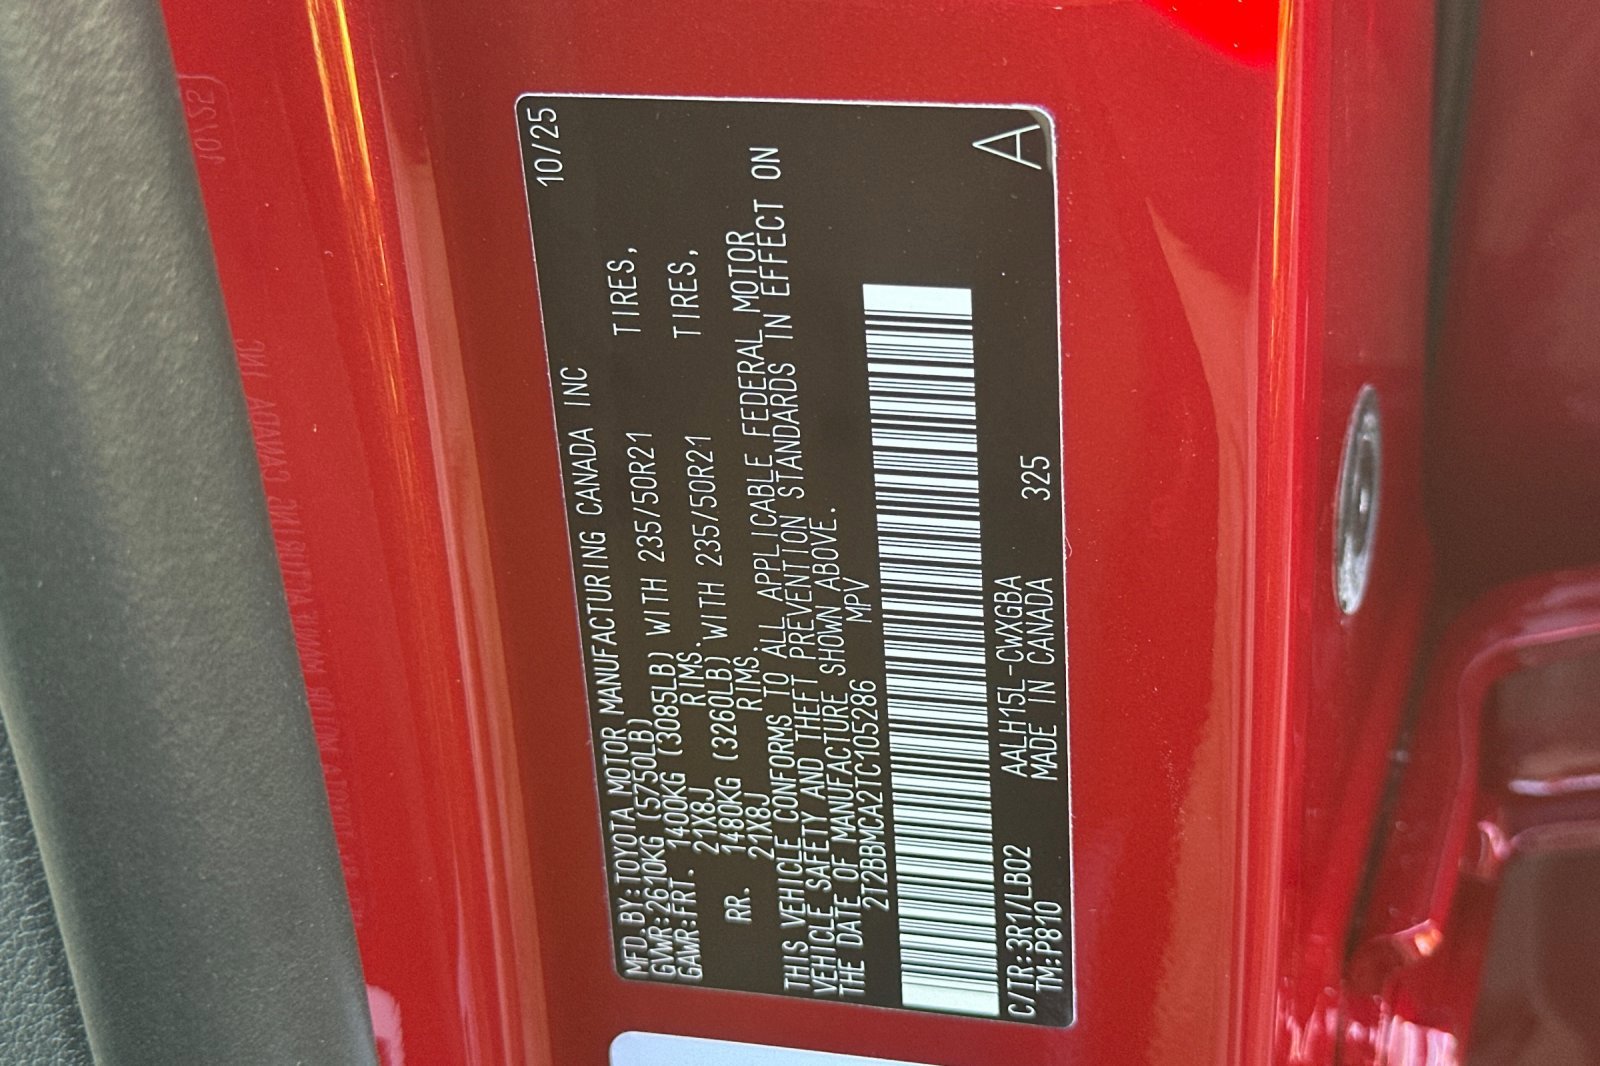 MFD.BY:TOYOTA MOTOR MANUFACTURING CANADA INC 10/25
GVWR:2610KG (5750LB)
GAWR:FRT. 1400KG (3085LB) WITH 235/50R21 TIRES,
21X8J RIMS.
RR. 1480KG (3260LB) WITH 235/50R21 TIRES,
21X8J RIMS.
THIS VEHICLE CONFORMS TO ALL APPLICABLE FEDERAL MOTOR
VEHICLE SAFETY AND THEFT PREVENTION STANDARDS IN EFFECT ON
THE DATE OF MANUFACTURE SHOWN ABOVE.
2T2BBMCA2TC105286 MPV
C/TR:3R1/LB02 AALH15L-CWXGBA 325
TM:P810 MADE IN CANADA
A